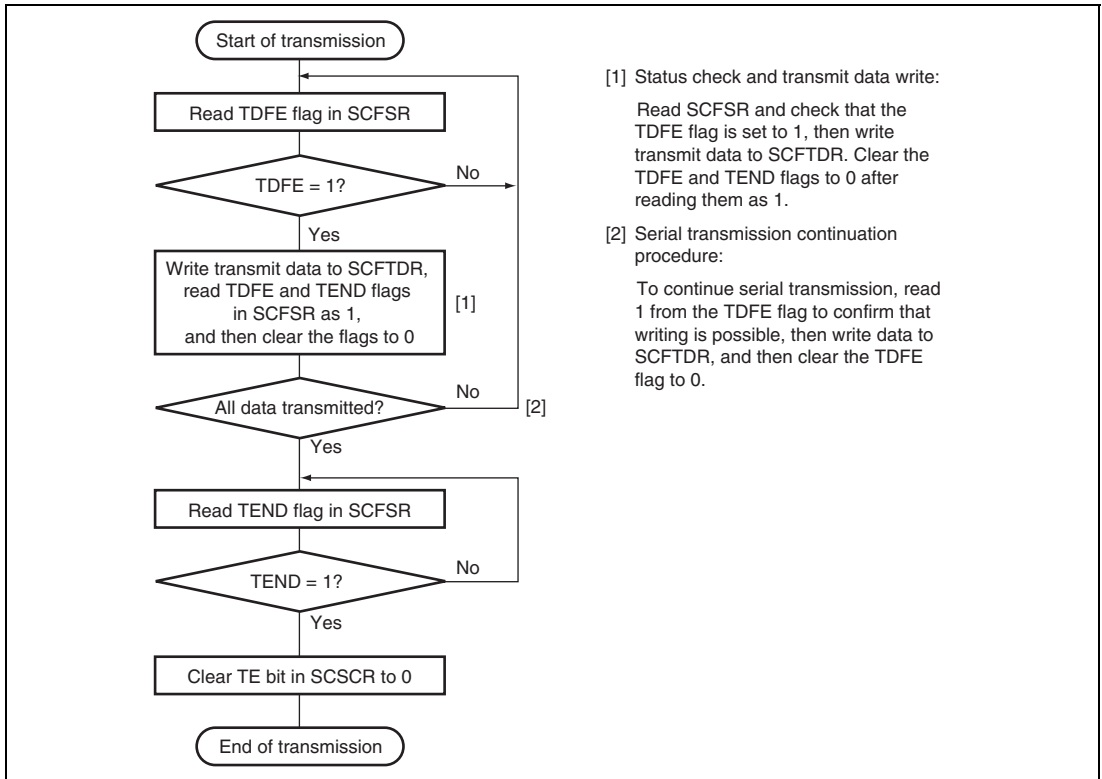 Start of transmission
Read TDFE flag in SCFSR
TDFE = 1?
No
Yes
Write transmit data to SCFTDR,
read TDFE and TEND flags
in SCFSR as 1,
and then clear the flags to 0
[1]
All data transmitted?
No
[2]
Yes
Read TEND flag in SCFSR
TEND = 1?
No
Yes
Clear TE bit in SCSCR to 0
End of transmission
[1] Status check and transmit data write:
Read SCFSR and check that the
TDFE flag is set to 1, then write
transmit data to SCFTDR. Clear the
TDFE and TEND flags to 0 after
reading them as 1.
[2] Serial transmission continuation
procedure:
To continue serial transmission, read
1 from the TDFE flag to confirm that
writing is possible, then write data to
SCFTDR, and then clear the TDFE
flag to 0.